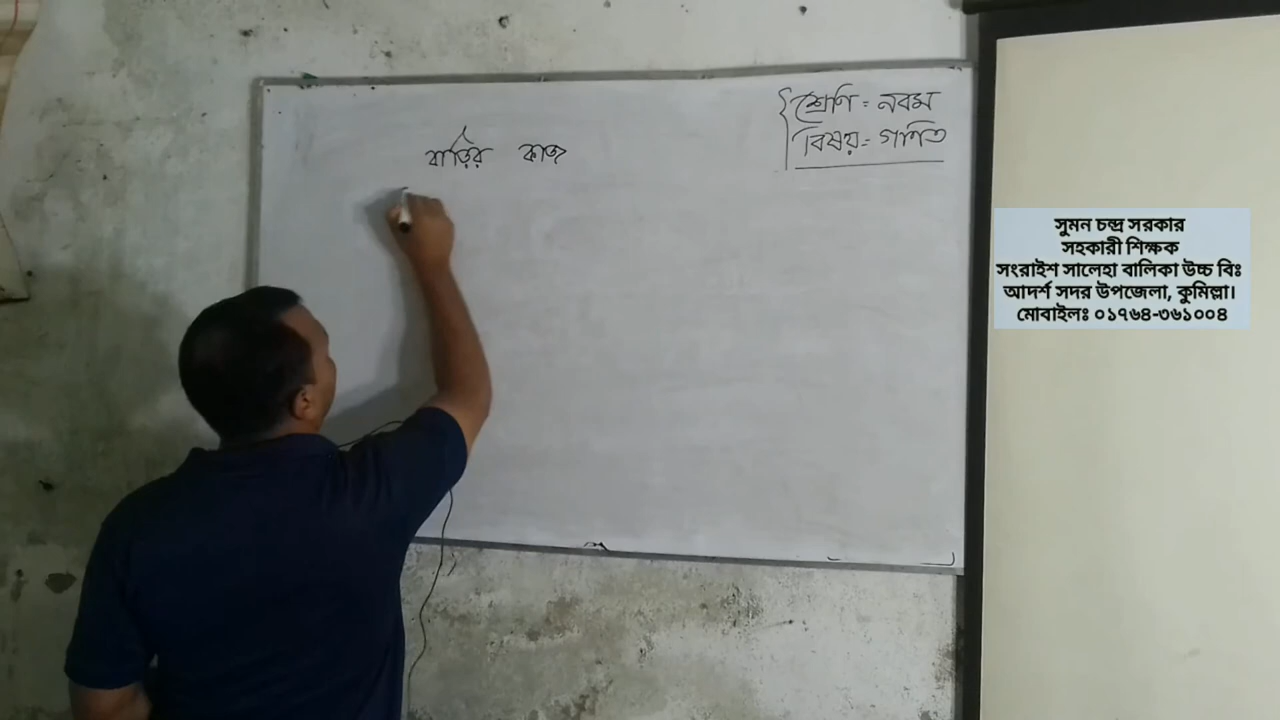 শ্রেণি = নবম
বিষয় = গণিত
বাড়ির কাজ
সুমন চন্দ্র সরকার
সহকারী শিক্ষক
সংরাইশ সালেহা বালিকা উচ্চ বিঃ
আদর্শ সদর উপজেলা, কুমিল্লা।
মোবাইলঃ ০১৭৬৪-৩৬১০০৪